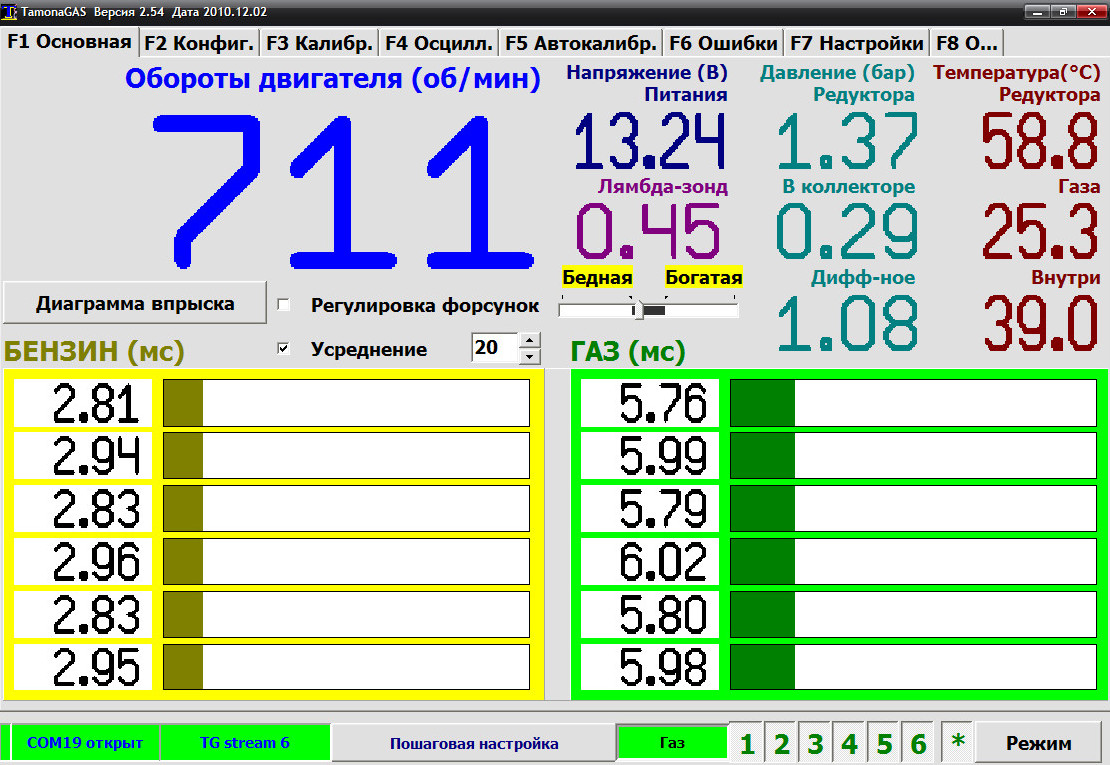 TamonaGAS Версия 2.54 Дата 2010.12.02
F1 Основная F2 Конфиг. F3 Калибр. F4 Осцилл. F5 Автокалибр. F6 Ошибки F7 Настройки F8 О...
Обороты двигателя (об/мин)
711
Напряжение (В)
Питания
13.24
Лямбда-зонд
0.45
Бедная Богатая
Давление (бар)
Редуктора
1.37
В коллекторе
0.29
Дифф-ное
1.08
Температура(°C)
Редуктора
58.8
Газа
25.3
Внутри
39.0
Диаграмма впрыска
Регулировка форсунок
Усреднение 20
БЕНЗИН (мс)
2.81
2.94
2.83
2.96
2.83
2.95
ГАЗ (мс)
5.76
5.99
5.79
6.02
5.80
5.98
COM19 открыт TG stream 6 Пошаговая настройка Газ 1 2 3 4 5 6 * Режим